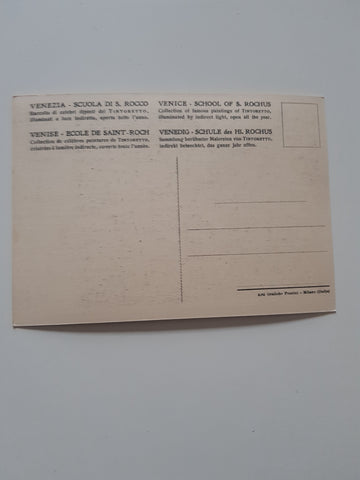 VENEZIA - SCUOLA DI S. ROCCO
Raccolta di celebri dipinti del TINTORETTO,
illuminati a luce indiretta, aperta tutto l'anno.
VENICE - SCHOOL OF S. ROCHUS
Collection of famous paintings of TINTORETTO,
illuminated by indirect light, open all the year.
VENISE - ECOLE DE SAINT-ROCH
Collection de célèbres peintures du TINTORETTO,
éclairées à lumière indirecte, ouverte toute l'année.
VENEDIG - SCHULE des HL. ROCHUS
Sammlung berühmter Malereien von TINTORETTO,
indirekt beleuchtet, das ganze Jahr offen.
Milano (Italia)